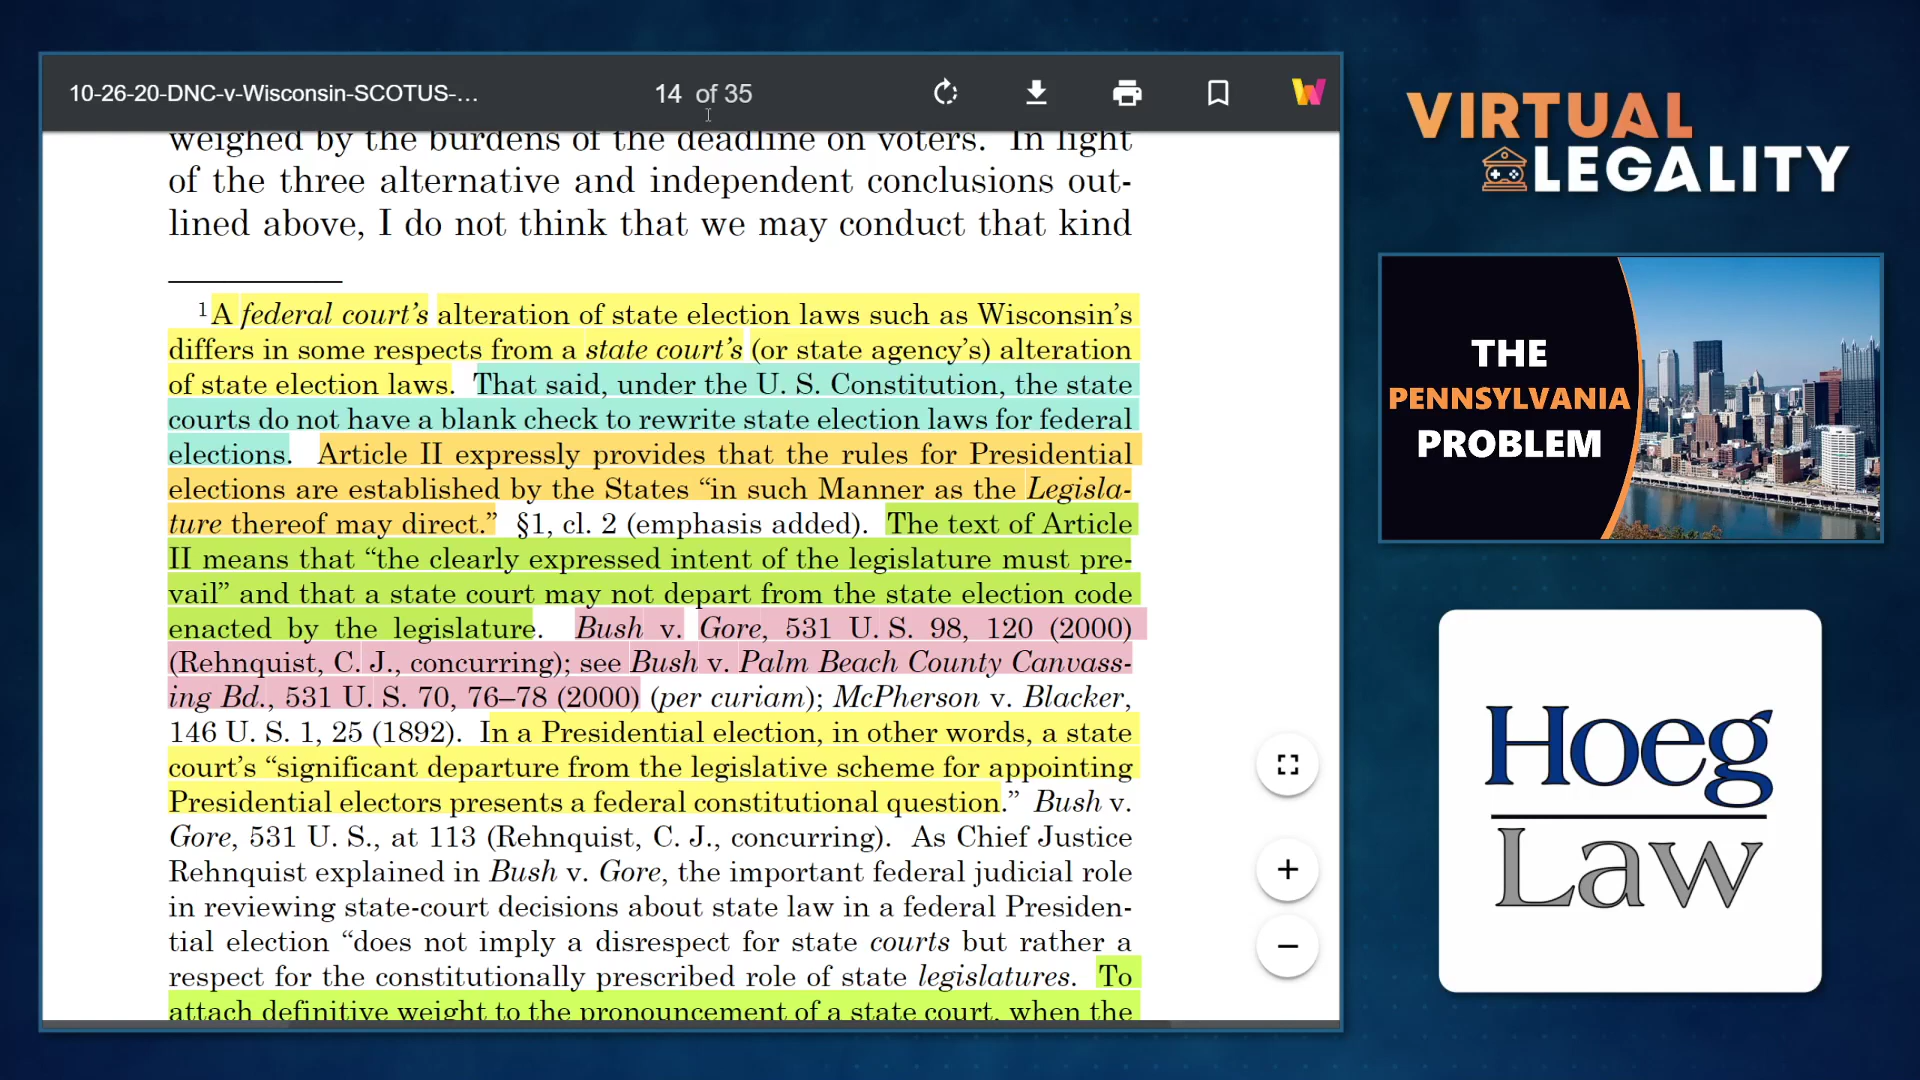 10-26-20-DNC-v-Wisconsin-SCOTUS-...
14 of 35
weighed by the burdens of the deadline on voters. In light
of the three alternative and independent conclusions out-
lined above, I do not think that we may conduct that kind
1 A federal court’s alteration of state election laws such as Wisconsin’s
differs in some respects from a state court’s (or state agency’s) alteration
of state election laws. That said, under the U. S. Constitution, the state
courts do not have a blank check to rewrite state election laws for federal
elections. Article II expressly provides that the rules for Presidential
elections are established by the States “in such Manner as the Legisla-
ture thereof may direct.” §1, cl. 2 (emphasis added). The text of Article
II means that “the clearly expressed intent of the legislature must pre-
vail” and that a state court may not depart from the state election code
enacted by the legislature. Bush v. Gore, 531 U. S. 98, 120 (2000)
(Rehnquist, C. J., concurring); see Bush v. Palm Beach County Canvass-
ing Bd., 531 U. S. 70, 76–78 (2000) (per curiam); McPherson v. Blacker,
146 U. S. 1, 25 (1892). In a Presidential election, in other words, a state
court’s “significant departure from the legislative scheme for appointing
Presidential electors presents a federal constitutional question.” Bush v.
Gore, 531 U. S., at 113 (Rehnquist, C. J., concurring). As Chief Justice
Rehnquist explained in Bush v. Gore, the important federal judicial role
in reviewing state-court decisions about state law in a federal Presiden-
tial election “does not imply a disrespect for state courts but rather a
respect for the constitutionally prescribed role of state legislatures. To
attach definitive weight to the pronouncement of a state court, when the
VIRTUAL
LEGALITY
THE
PENNSYLVANIA
PROBLEM
Hoeg
Law